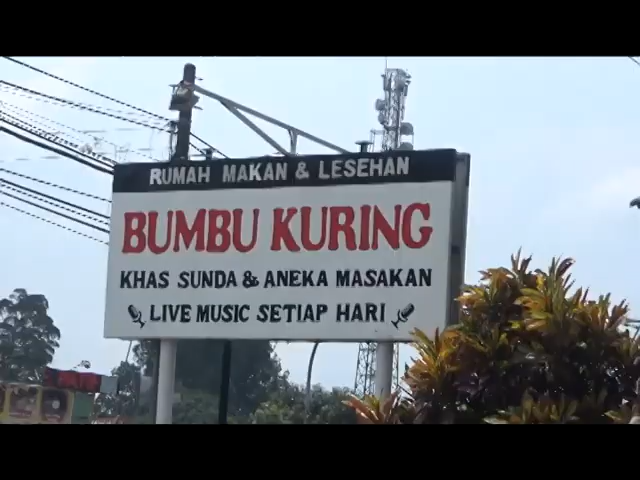 RUMAH MAKAN & LESEHAN
BUMBU KURING
KHAS SUNDA & ANEKA MASAKAN
LIVE MUSIC SETIAP HARI